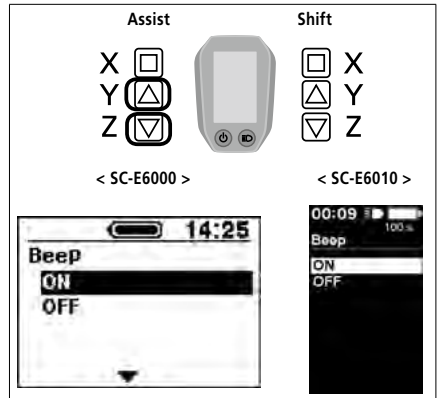 Assist Shift
X X
Y Y
Z Z
< SC-E6000 > < SC-E6010 >
14:25
Beep
ON
OFF
00:09
100 %
Beep
ON
OFF